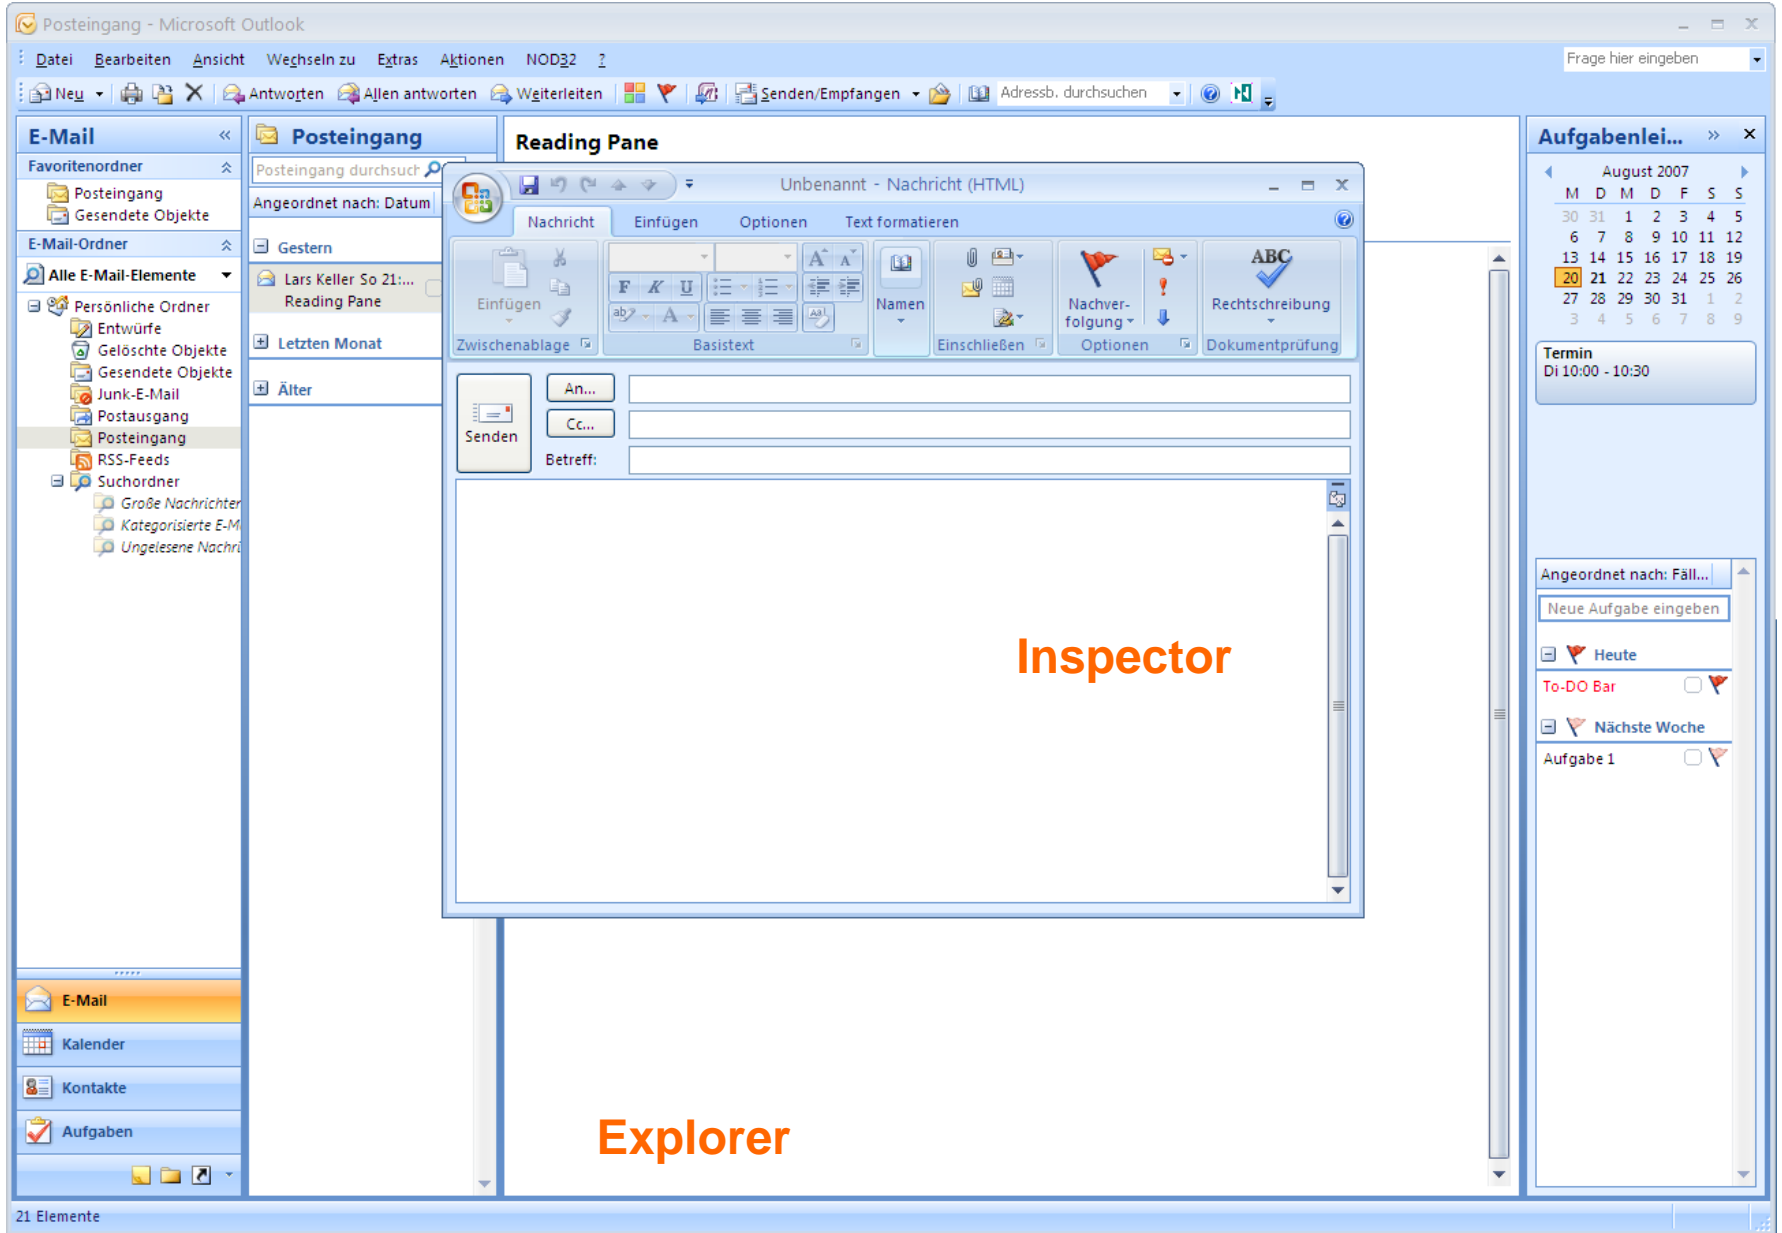 Posteingang - Microsoft Outlook
Datei Bearbeiten Ansicht Wechseln zu Extras Aktionen NOD32 ?
Frage hier eingeben
Neu Antworten Allen antworten Weiterleiten Senden/Empfangen Adressb. durchsuchen
E-Mail
Favoritenordner
Posteingang
Gesendete Objekte
E-Mail-Ordner
Alle E-Mail-Elemente
Persönliche Ordner
Entwürfe
Gelöschte Objekte
Gesendete Objekte
Junk-E-Mail
Postausgang
Posteingang
RSS-Feeds
Suchordner
Große Nachrichten
Kategorisierte E-M
Ungelesene Nachri
E-Mail
Kalender
Kontakte
Aufgaben
21 Elemente
Posteingang
Posteingang durchsuch
Angeordnet nach: Datum
Gestern
Lars Keller So 21:...
Reading Pane
Letzten Monat
Älter
Reading Pane
Unbenannt - Nachricht (HTML)
Nachricht Einfügen Optionen Text formatieren
Einfügen
Zwischenablage
F K U
ab A Aa
Basistext
Namen
Einschließen
Nachver-
folgung
Optionen
ABC
Rechtschreibung
Dokumentprüfung
Senden
An...
Cc...
Betreff:
Inspector
Explorer
Aufgabenlei...
August 2007
M D M D F S S
30 31 1 2 3 4 5
6 7 8 9 10 11 12
13 14 15 16 17 18 19
20 21 22 23 24 25 26
27 28 29 30 31 1 2
3 4 5 6 7 8 9
Termin
Di 10:00 - 10:30
Angeordnet nach: Fäll...
Neue Aufgabe eingeben
Heute
To-DO Bar
Nächste Woche
Aufgabe 1